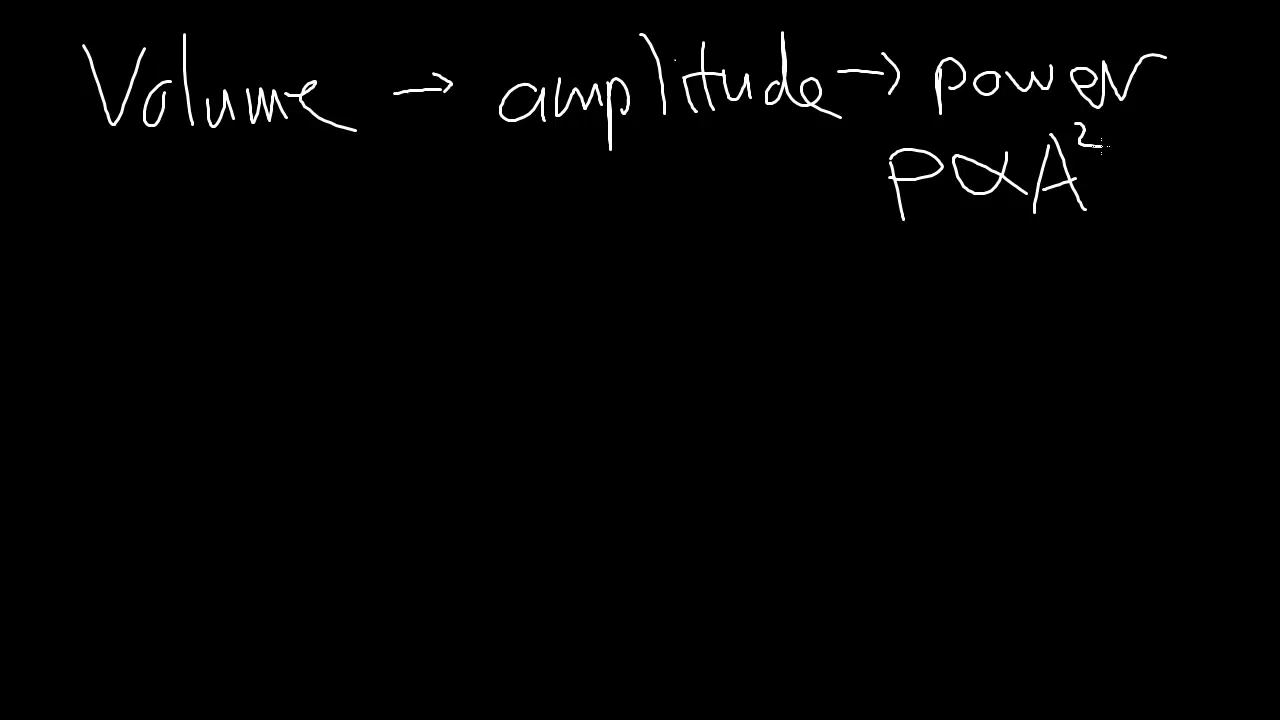 Volume → amplitude → power
P ∝ A²